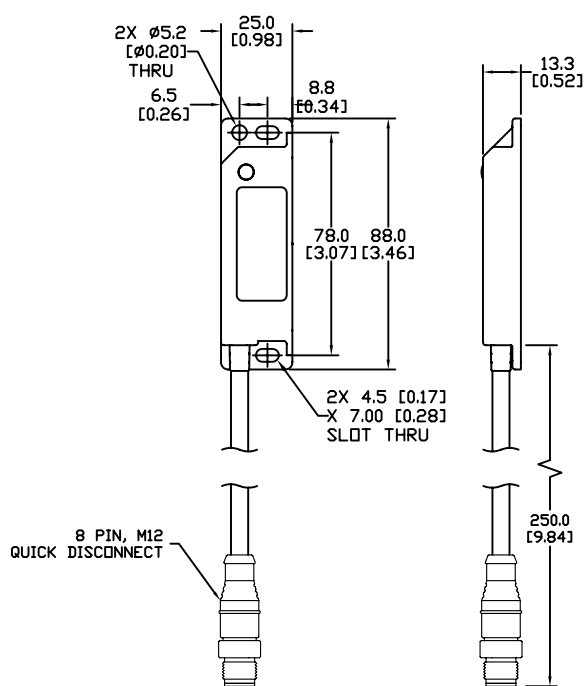 2X Ø5.2
[Ø0.20]
THRU
25.0
[0.98]
6.5
[0.26]
8.8
[0.34]
13.3
[0.52]
78.0
[3.07]
88.0
[3.46]
2X 4.5 [0.17]
X 7.00 [0.28]
SLOT THRU
250.0
[9.84]
8 PIN, M12
QUICK DISCONNECT